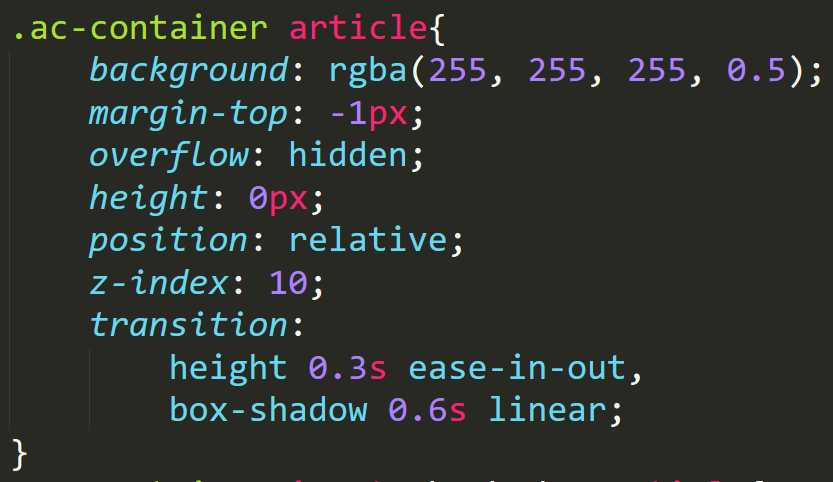 .ac-container article{
background: rgba(255, 255, 255, 0.5);
margin-top: -1px;
overflow: hidden;
height: 0px;
position: relative;
z-index: 10;
transition:
height 0.3s ease-in-out,
box-shadow 0.6s linear;
}